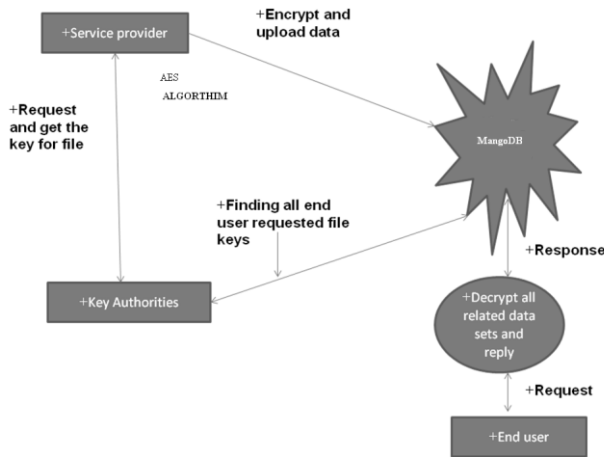 +Encrypt and
upload data
+Service provider
AES
ALGORTHIM
+Request
and get the
key for file
MangoDB
+Finding all end
user requested file
keys
+Response
+Key Authorities
+Decrypt all
related data
sets and
reply
+Request
+End user